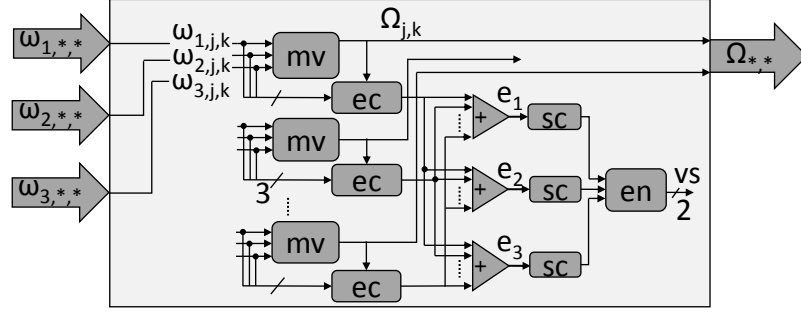 ω1,*,*
ω2,*,*
ω3,*,*
ω1,j,k
ω2,j,k
ω3,j,k
mv
ec
Ωj,k
mv
3
ec
mv
ec
+
e1
sc
+
e2
sc
+
e3
sc
en
vs
2
Ω*,*